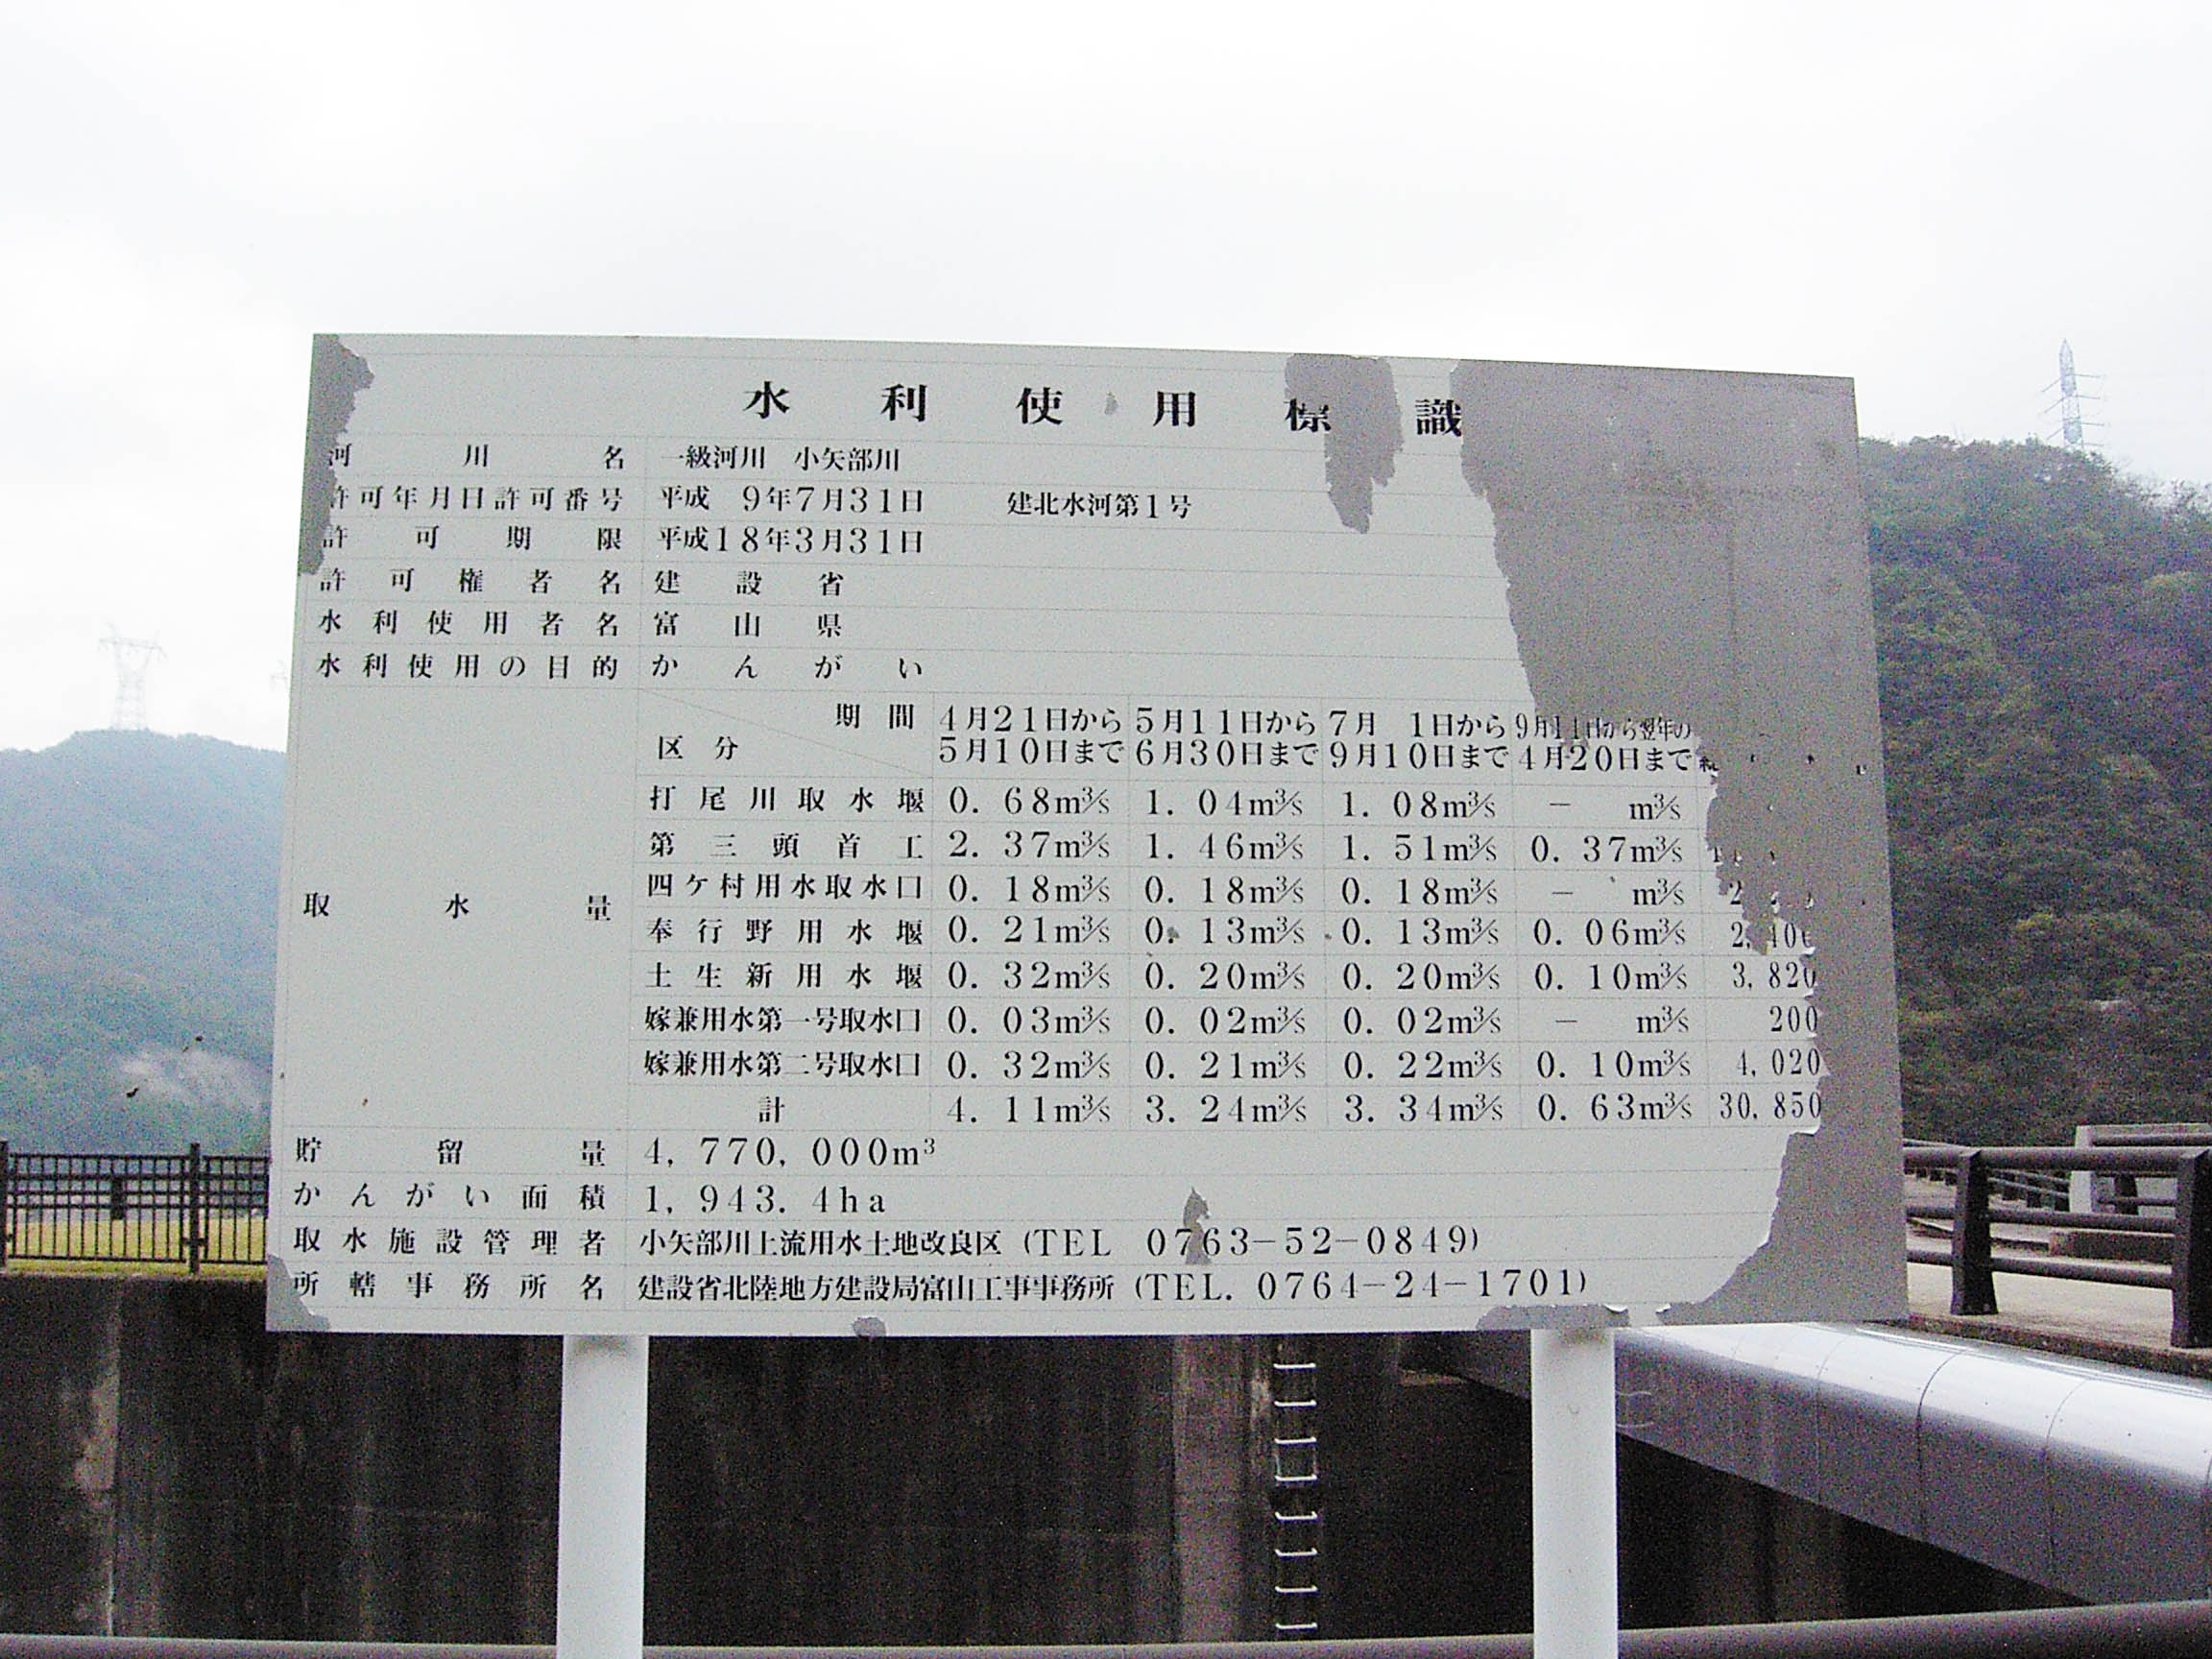 水利使用標識
河川名 一級河川 小矢部川
許可年月日許可番号 平成 9年7月31日 建北水河第1号
許可期限 平成18年3月31日
許可権者名 建設省
水利使用者名 富山県
水利使用の目的 かんがい
取水量
期間 4月21日から 5月11日から 7月 1日から 9月11日から翌年の
区分 5月10日まで 6月30日まで 9月10日まで 4月20日まで
打尾川取水堰 0.68m³/s 1.04m³/s 1.08m³/s － m³/s
第三頭首工 2.37m³/s 1.46m³/s 1.51m³/s 0.37m³/s
四ケ村用水取水口 0.18m³/s 0.18m³/s 0.18m³/s － m³/s
奉行野用水堰 0.21m³/s 0.13m³/s 0.13m³/s 0.06m³/s
土生新用水堰 0.32m³/s 0.20m³/s 0.20m³/s 0.10m³/s 3,820
嫁兼用水第一号取水口 0.03m³/s 0.02m³/s 0.02m³/s － m³/s 200
嫁兼用水第二号取水口 0.32m³/s 0.21m³/s 0.22m³/s 0.10m³/s 4,020
計 4.11m³/s 3.24m³/s 3.34m³/s 0.63m³/s 30,850
貯留量 4,770,000m³
かんがい面積 1,943.4ha
取水施設管理者 小矢部川上流用水土地改良区（TEL 0763－52－0849）
所轄事務所名 建設省北陸地方建設局富山工事事務所（TEL.0764－24－1701）